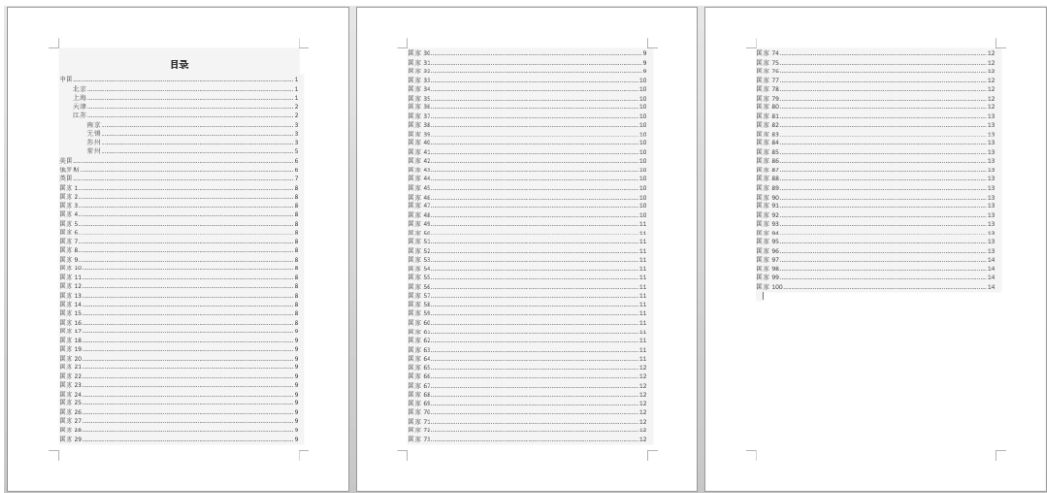 目录
中国......1
北京......1
上海......1
天津......2
江苏......2
南京......3
无锡......3
苏州......3
常州......5
美国......6
俄罗斯......6
英国......7
国家 1......8
国家 2......8
国家 3......8
国家 4......8
国家 5......8
国家 6......8
国家 7......8
国家 8......8
国家 9......8
国家 10......8
国家 11......8
国家 12......8
国家 13......8
国家 14......8
国家 15......8
国家 16......8
国家 17......9
国家 18......9
国家 19......9
国家 20......9
国家 21......9
国家 22......9
国家 23......9
国家 24......9
国家 25......9
国家 26......9
国家 27......9
国家 28......9
国家 29......9
国家 30......9
国家 31......9
国家 32......9
国家 33......10
国家 34......10
国家 35......10
国家 36......10
国家 37......10
国家 38......10
国家 39......10
国家 40......10
国家 41......10
国家 42......10
国家 43......10
国家 44......10
国家 45......10
国家 46......10
国家 47......10
国家 48......10
国家 49......11
国家 50......11
国家 51......11
国家 52......11
国家 53......11
国家 54......11
国家 55......11
国家 56......11
国家 57......11
国家 58......11
国家 59......11
国家 60......11
国家 61......11
国家 62......11
国家 63......11
国家 64......11
国家 65......12
国家 66......12
国家 67......12
国家 68......12
国家 69......12
国家 70......12
国家 71......12
国家 72......12
国家 73......12
国家 74......12
国家 75......12
国家 76......12
国家 77......12
国家 78......12
国家 79......12
国家 80......12
国家 81......13
国家 82......13
国家 83......13
国家 84......13
国家 85......13
国家 86......13
国家 87......13
国家 88......13
国家 89......13
国家 90......13
国家 91......13
国家 92......13
国家 93......13
国家 94......13
国家 95......13
国家 96......13
国家 97......14
国家 98......14
国家 99......14
国家 100......14